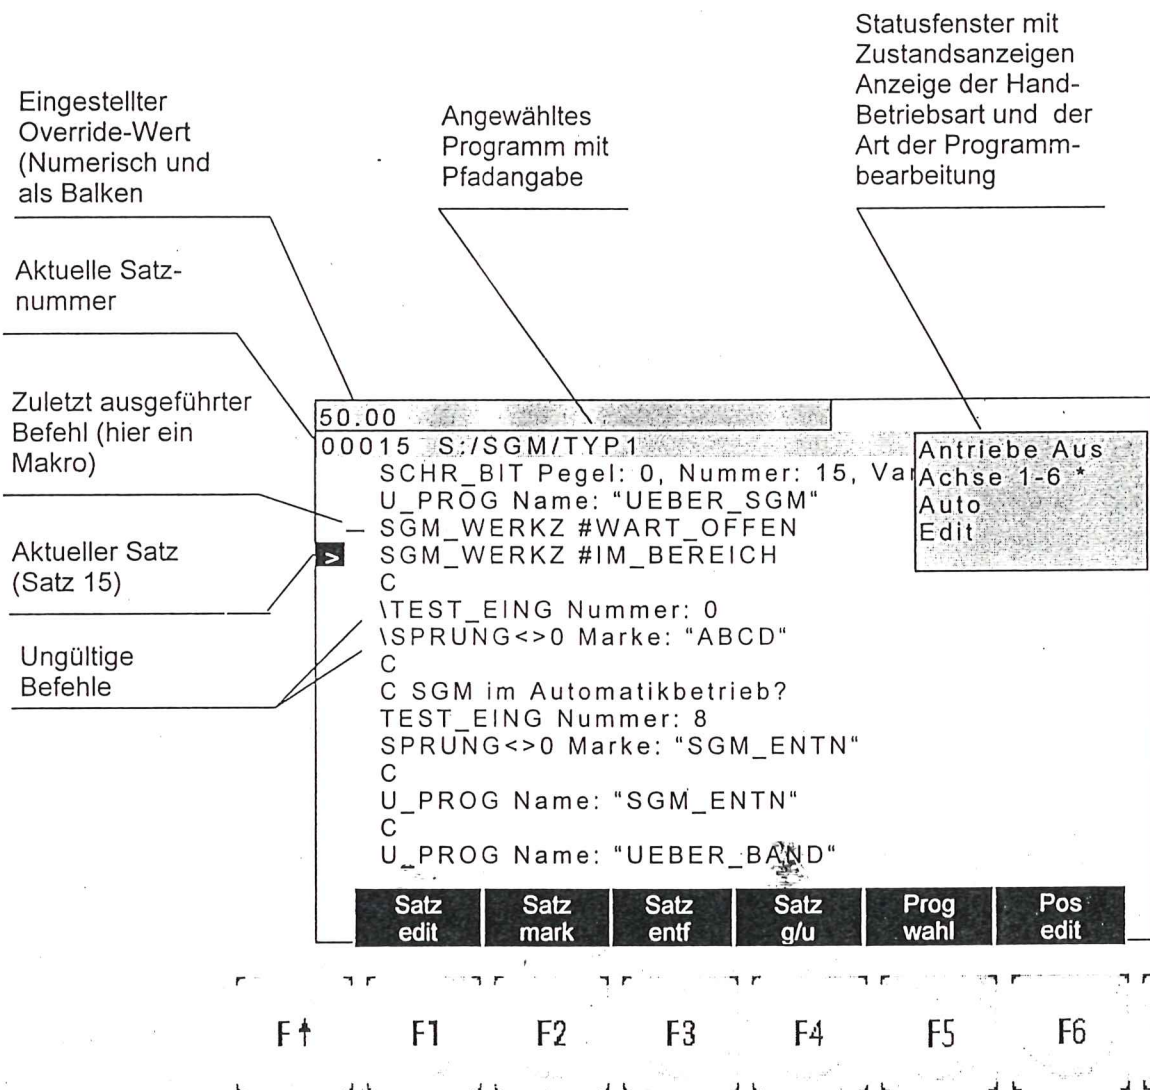 Statusfenster mit
Zustandsanzeigen
Anzeige der Hand-
Betriebsart und der
Art der Programm-
bearbeitung
Eingestellter
Override-Wert
(Numerisch und
als Balken
Angewähltes
Programm mit
Pfadangabe
Aktuelle Satz-
nummer
Zuletzt ausgeführter
Befehl (hier ein
Makro)
Aktueller Satz
(Satz 15)
Ungültige
Befehle
50.00
00015 S:/SGM/TYP1
SCHR_BIT Pegel: 0, Nummer: 15, Var
U_PROG Name: “UEBER_SGM“
_ SGM_WERKZ #WART_OFFEN
> SGM_WERKZ #IM_BEREICH
C
\TEST_EING Nummer: 0
\SPRUNG<>0 Marke: “ABCD“
C
C SGM im Automatikbetrieb?
TEST_EING Nummer: 8
SPRUNG<>0 Marke: “SGM_ENTN“
C
U_PROG Name: “SGM_ENTN“
C
U_PROG Name: “UEBER_BAND“
Antriebe Aus
Achse 1-6 *
Auto
Edit
Satz edit
Satz mark
Satz entf
Satz g/u
Prog wahl
Pos edit
F↑ F1 F2 F3 F4 F5 F6